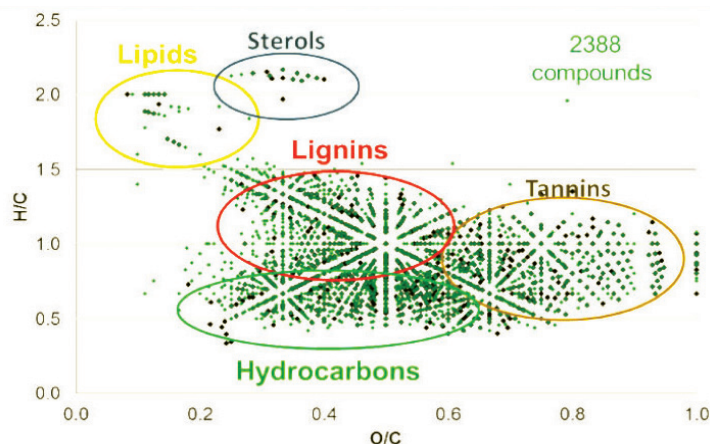 2.5
Sterols
2388
compounds
Lipids
2.0
Lignins
1.5
Tannins
H/C
1.0
0.5
Hydrocarbons
0.0
0.0 0.2 0.4 0.6 0.8 1.0
O/C